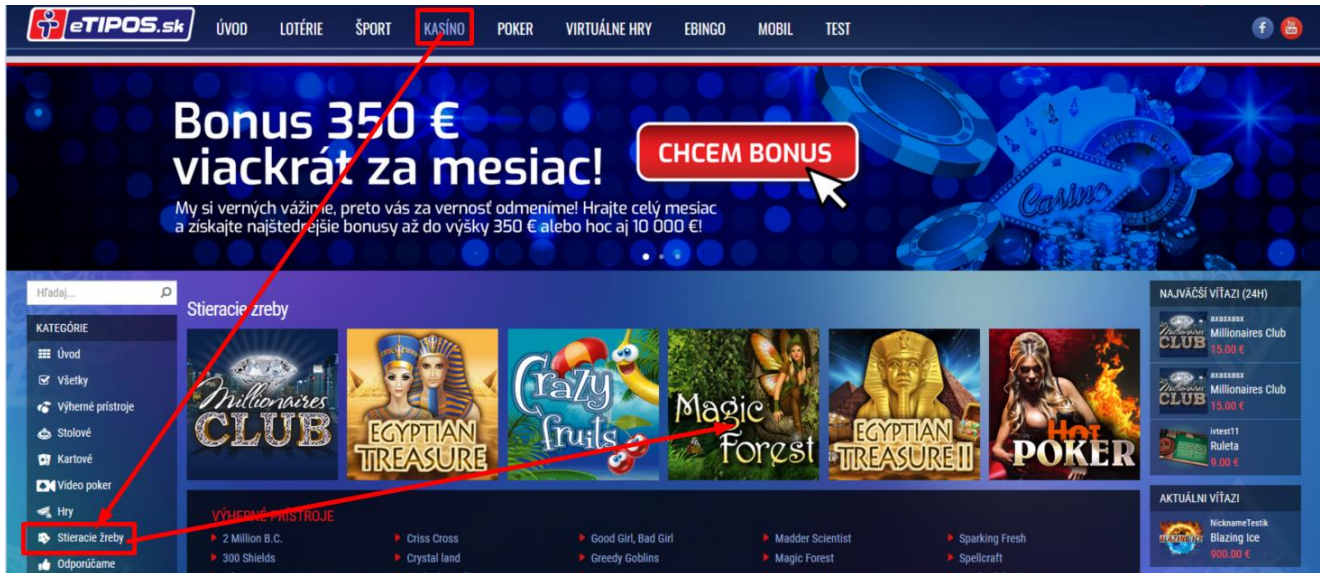 eTIPOS.sk
ÚVOD LOTÉRIE ŠPORT KASÍNO POKER VIRTUÁLNE HRY EBINGO MOBIL TEST
Bonus 350 €
viackrát za mesiac!
CHCEM BONUS
My si verných vážime, preto vás za vernosť odmeníme! Hrajte celý mesiac
a získajte najštedrejšie bonusy až do výšky 350 € alebo hoc aj 10 000 €!
Casino
Hľadaj...
KATEGÓRIE
Úvod
Všetky
Výherné prístroje
Stolové
Kartové
Video poker
Hry
Stieracie žreby
Odporúčame
Stieracie žreby
Millionaires
CLUB
EGYPTIAN
TREASURE
Crazy
fruits
Magic
Forest
EGYPTIAN
TREASURE II
Hot
POKER
VÝHERNÉ PRÍSTROJE
2 Million B.C. Criss Cross Good Girl, Bad Girl Madder Scientist Sparking Fresh
300 Shields Crystal land Greedy Goblins Magic Forest Spellcraft
NAJVÄČŠÍ VÍŤAZI (24H)
axasxasx
Millionaires Club
15.00 €
axasxasx
Millionaires Club
15.00 €
ivtest11
Ruleta
9.00 €
AKTUÁLNI VÍŤAZI
NicknameTestik
Blazing Ice
900.00 €